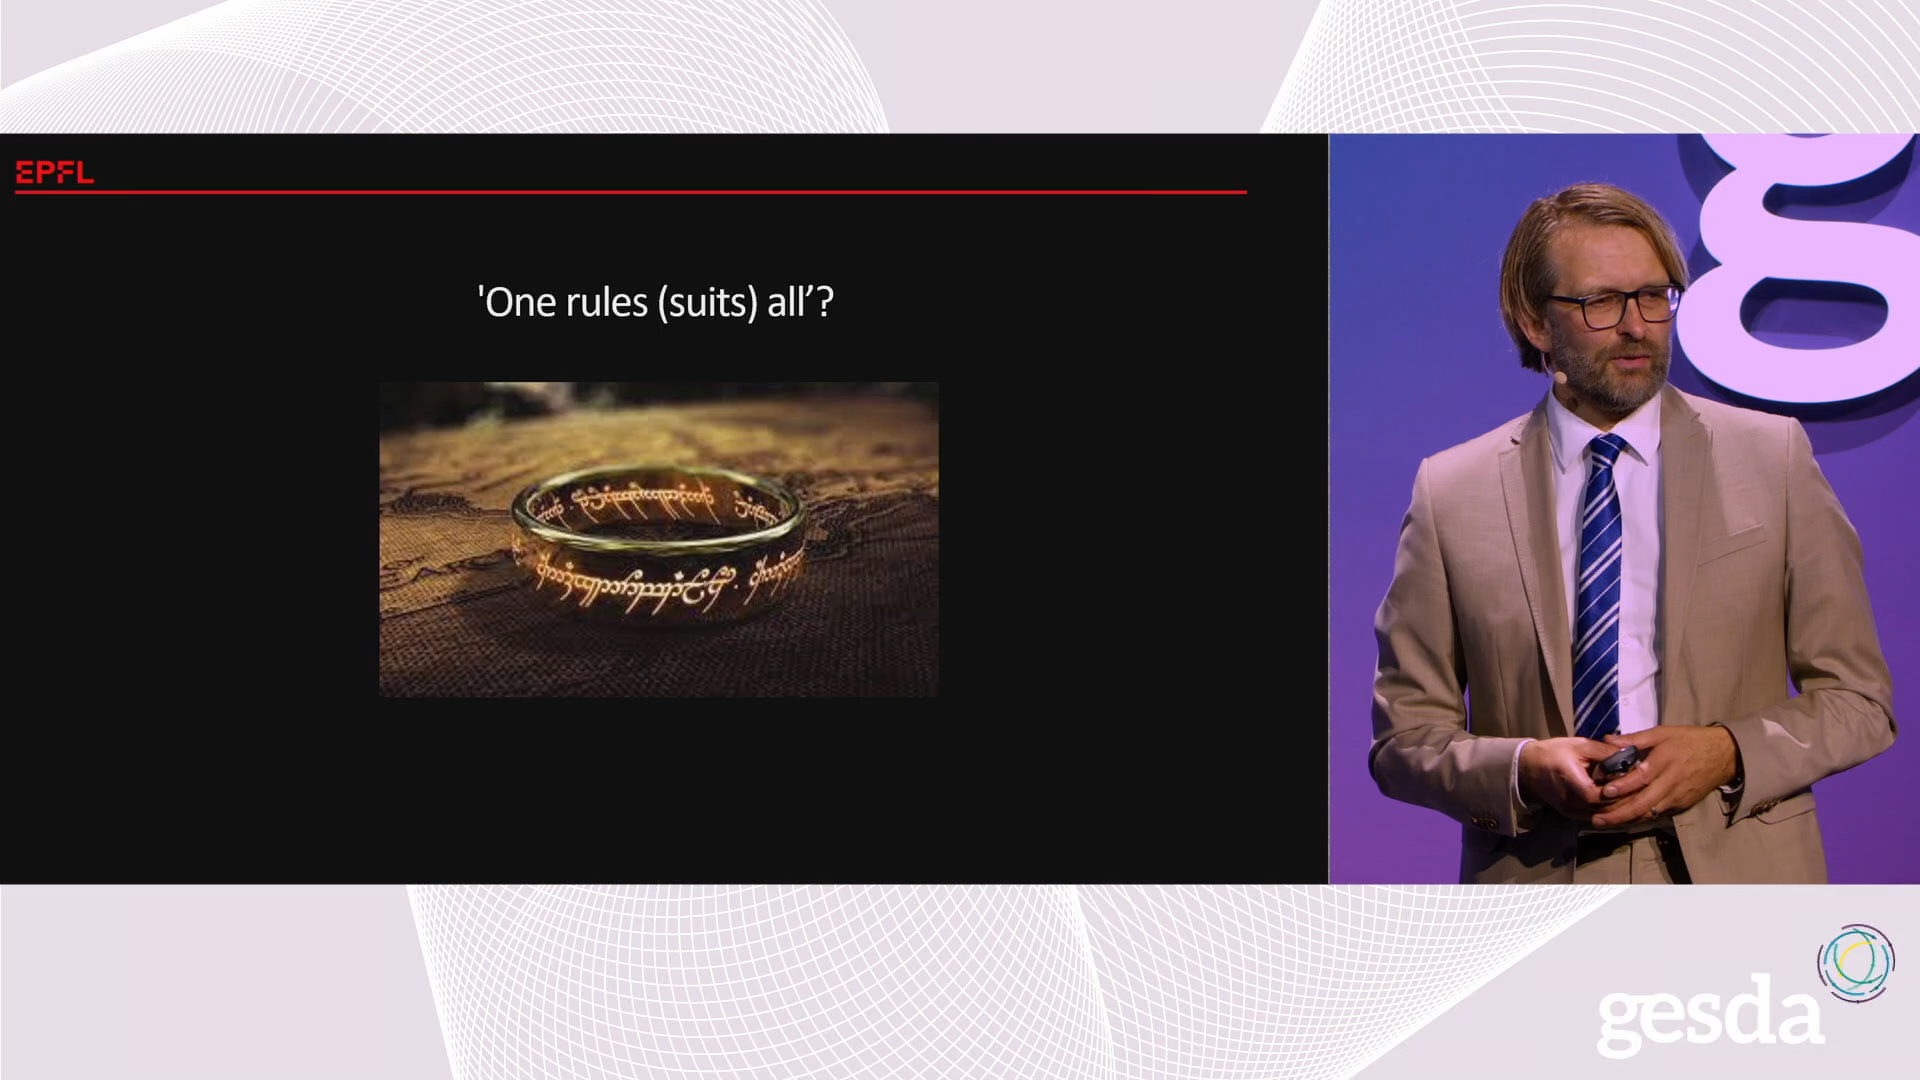 EPFL
'One rules (suits) all’?
g
gesda